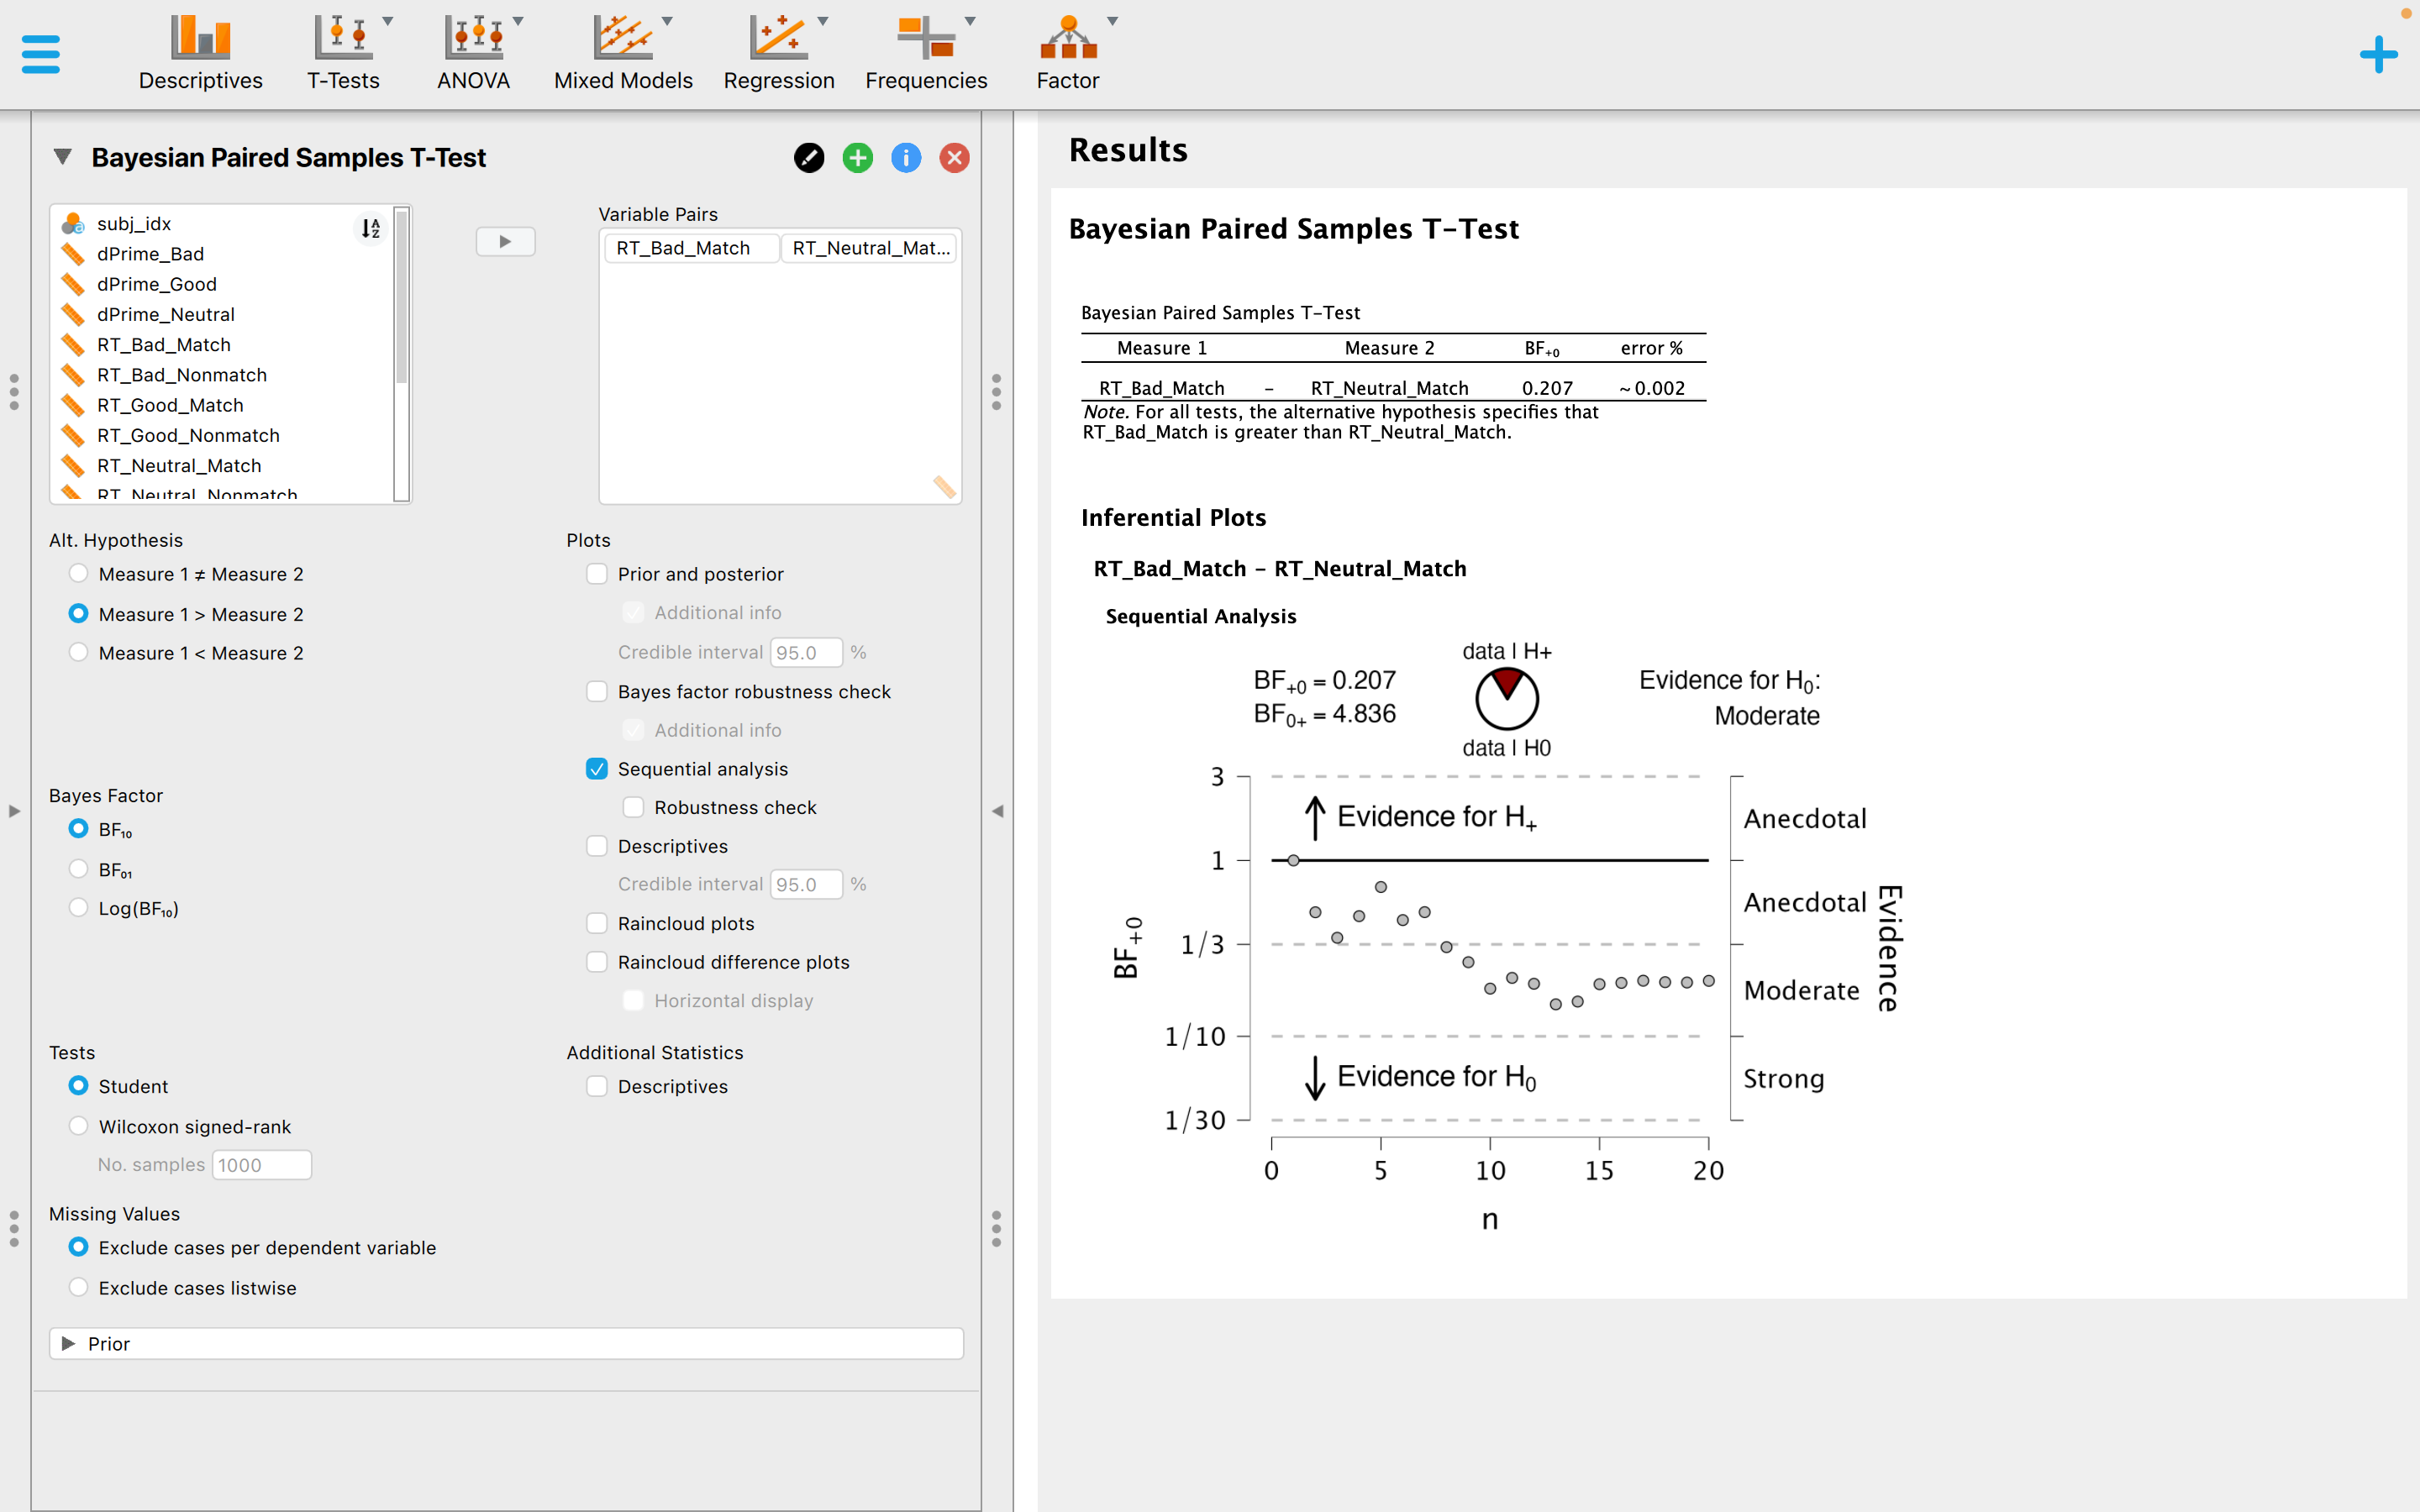 Descriptives
T-Tests
ANOVA
Mixed Models
Regression
Frequencies
Factor
Bayesian Paired Samples T-Test
subj_idx
dPrime_Bad
dPrime_Good
dPrime_Neutral
RT_Bad_Match
RT_Bad_Nonmatch
RT_Good_Match
RT_Good_Nonmatch
RT_Neutral_Match
RT_Neutral_Nonmatch
Variable Pairs
RT_Bad_Match RT_Neutral_Mat...
Alt. Hypothesis
Measure 1 ≠ Measure 2
Measure 1 > Measure 2
Measure 1 < Measure 2
Bayes Factor
BF₁₀
BF₀₁
Log(BF₁₀)
Tests
Student
Wilcoxon signed-rank
No. samples 1000
Missing Values
Exclude cases per dependent variable
Exclude cases listwise
Prior
Plots
Prior and posterior
Additional info
Credible interval 95.0 %
Bayes factor robustness check
Additional info
Sequential analysis
Robustness check
Descriptives
Credible interval 95.0 %
Raincloud plots
Raincloud difference plots
Horizontal display
Additional Statistics
Descriptives
Results
Bayesian Paired Samples T-Test
Bayesian Paired Samples T-Test
Measure 1 Measure 2 BF₊₀ error %
RT_Bad_Match - RT_Neutral_Match 0.207 ~ 0.002
Note. For all tests, the alternative hypothesis specifies that
RT_Bad_Match is greater than RT_Neutral_Match.
Inferential Plots
RT_Bad_Match - RT_Neutral_Match
Sequential Analysis
BF₊₀ = 0.207
BF₀₊ = 4.836
data | H+
data | H0
Evidence for H₀:
Moderate
3
1
1/3
1/10
1/30
BF₊₀
Evidence for H₊
Evidence for H₀
Anecdotal
Anecdotal
Moderate
Strong
Evidence
0 5 10 15 20
n